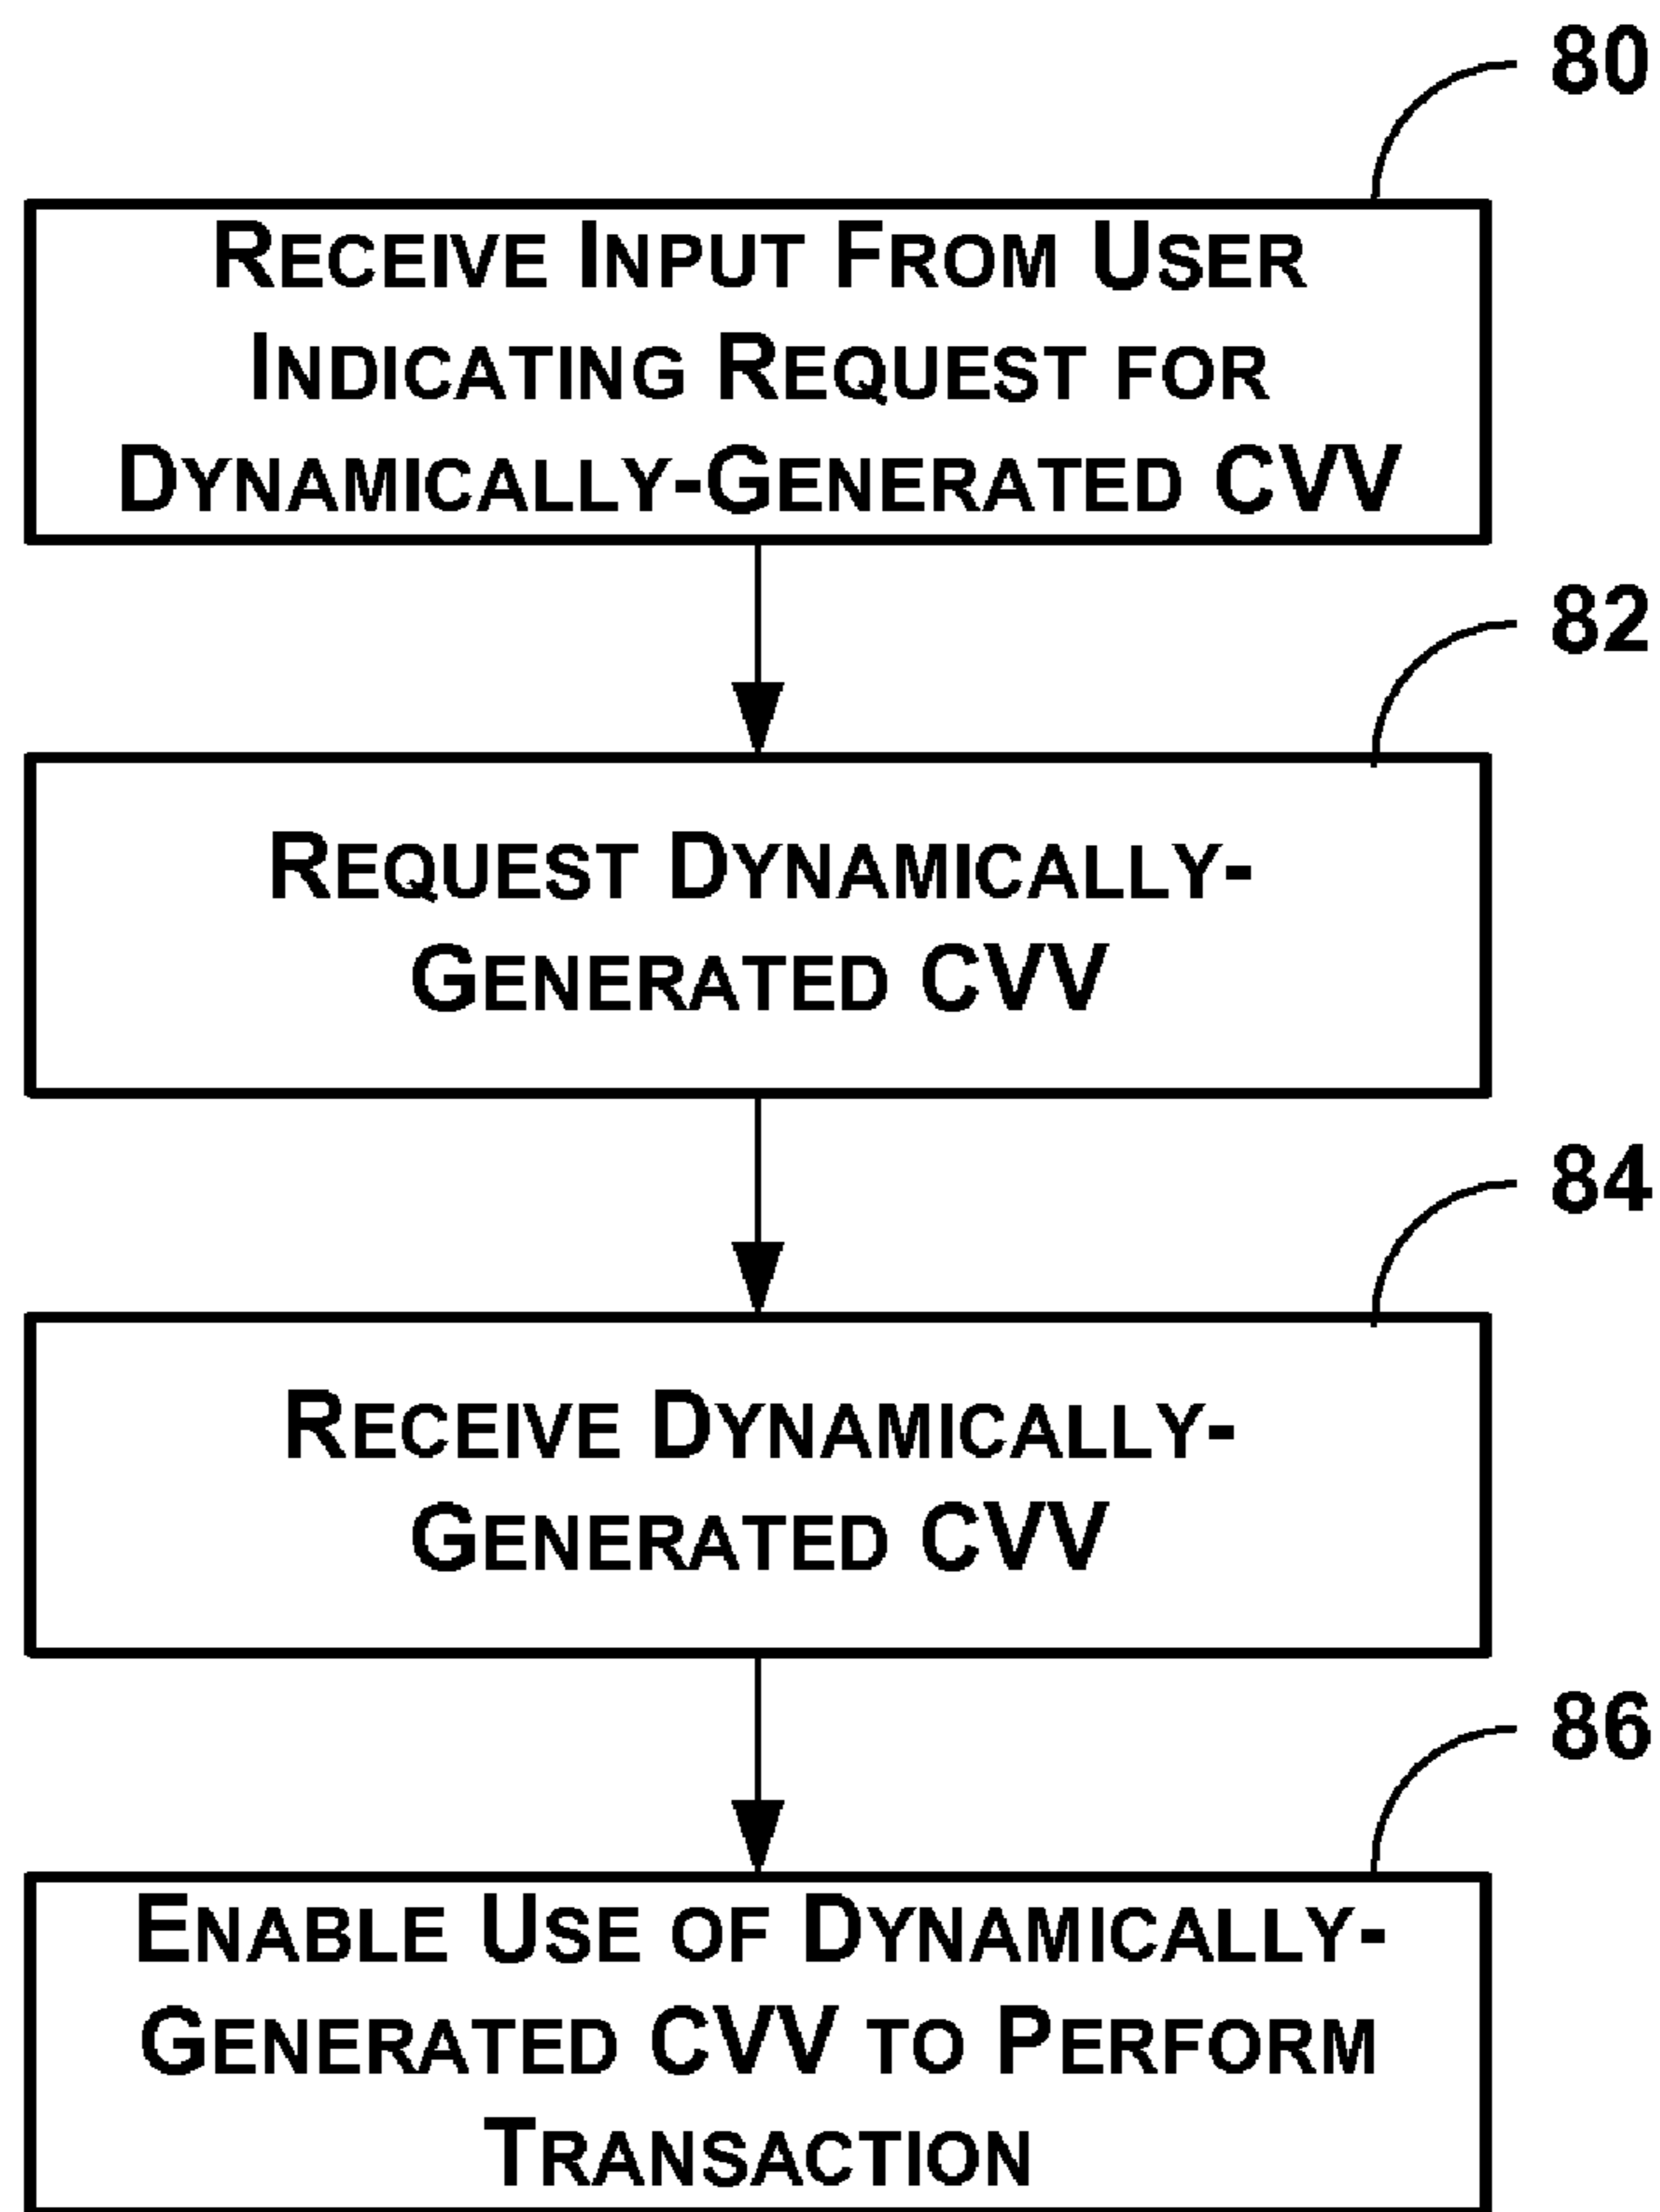 80
RECEIVE INPUT FROM USER
INDICATING REQUEST FOR
DYNAMICALLY-GENERATED CVV
82
REQUEST DYNAMICALLY-
GENERATED CVV
84
RECEIVE DYNAMICALLY-
GENERATED CVV
86
ENABLE USE OF DYNAMICALLY-
GENERATED CVV TO PERFORM
TRANSACTION